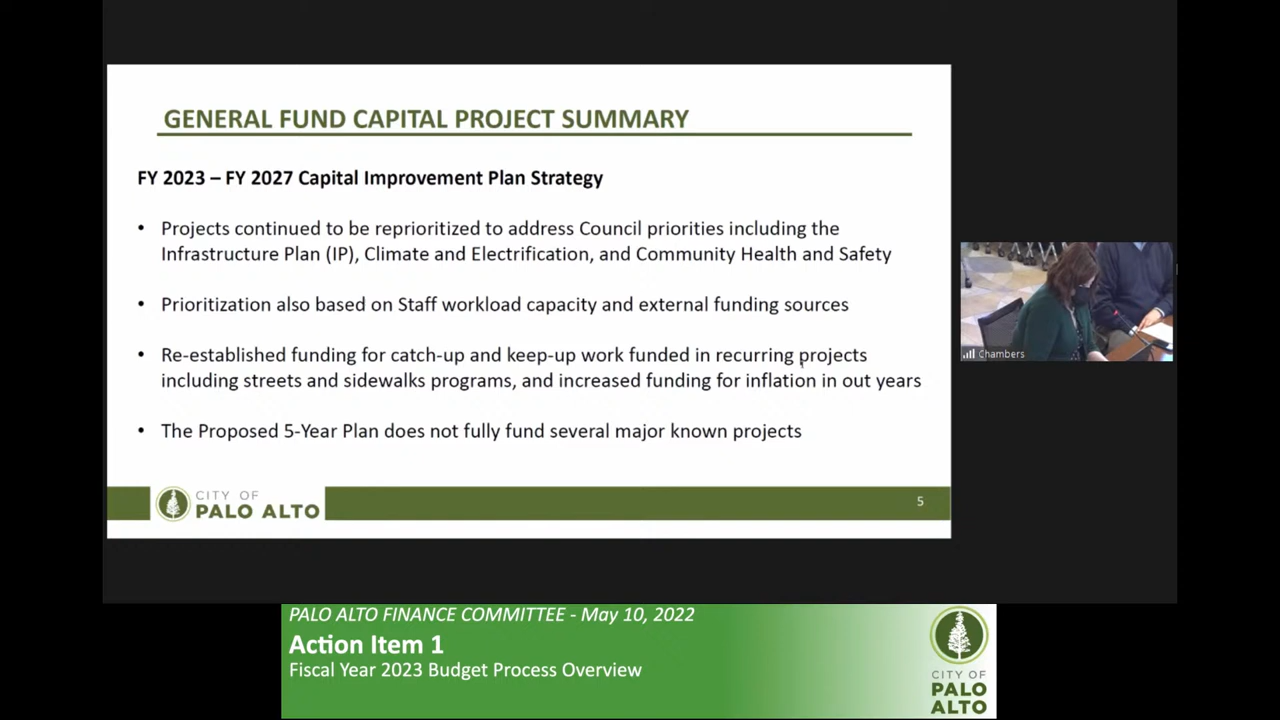 GENERAL FUND CAPITAL PROJECT SUMMARY
FY 2023 – FY 2027 Capital Improvement Plan Strategy
• Projects continued to be reprioritized to address Council priorities including the
Infrastructure Plan (IP), Climate and Electrification, and Community Health and Safety
• Prioritization also based on Staff workload capacity and external funding sources
• Re-established funding for catch-up and keep-up work funded in recurring projects
including streets and sidewalks programs, and increased funding for inflation in out years
• The Proposed 5-Year Plan does not fully fund several major known projects
CITY OF
PALO ALTO
5
Chambers
PALO ALTO FINANCE COMMITTEE - May 10, 2022
Action Item 1
Fiscal Year 2023 Budget Process Overview
CITY OF
PALO
ALTO